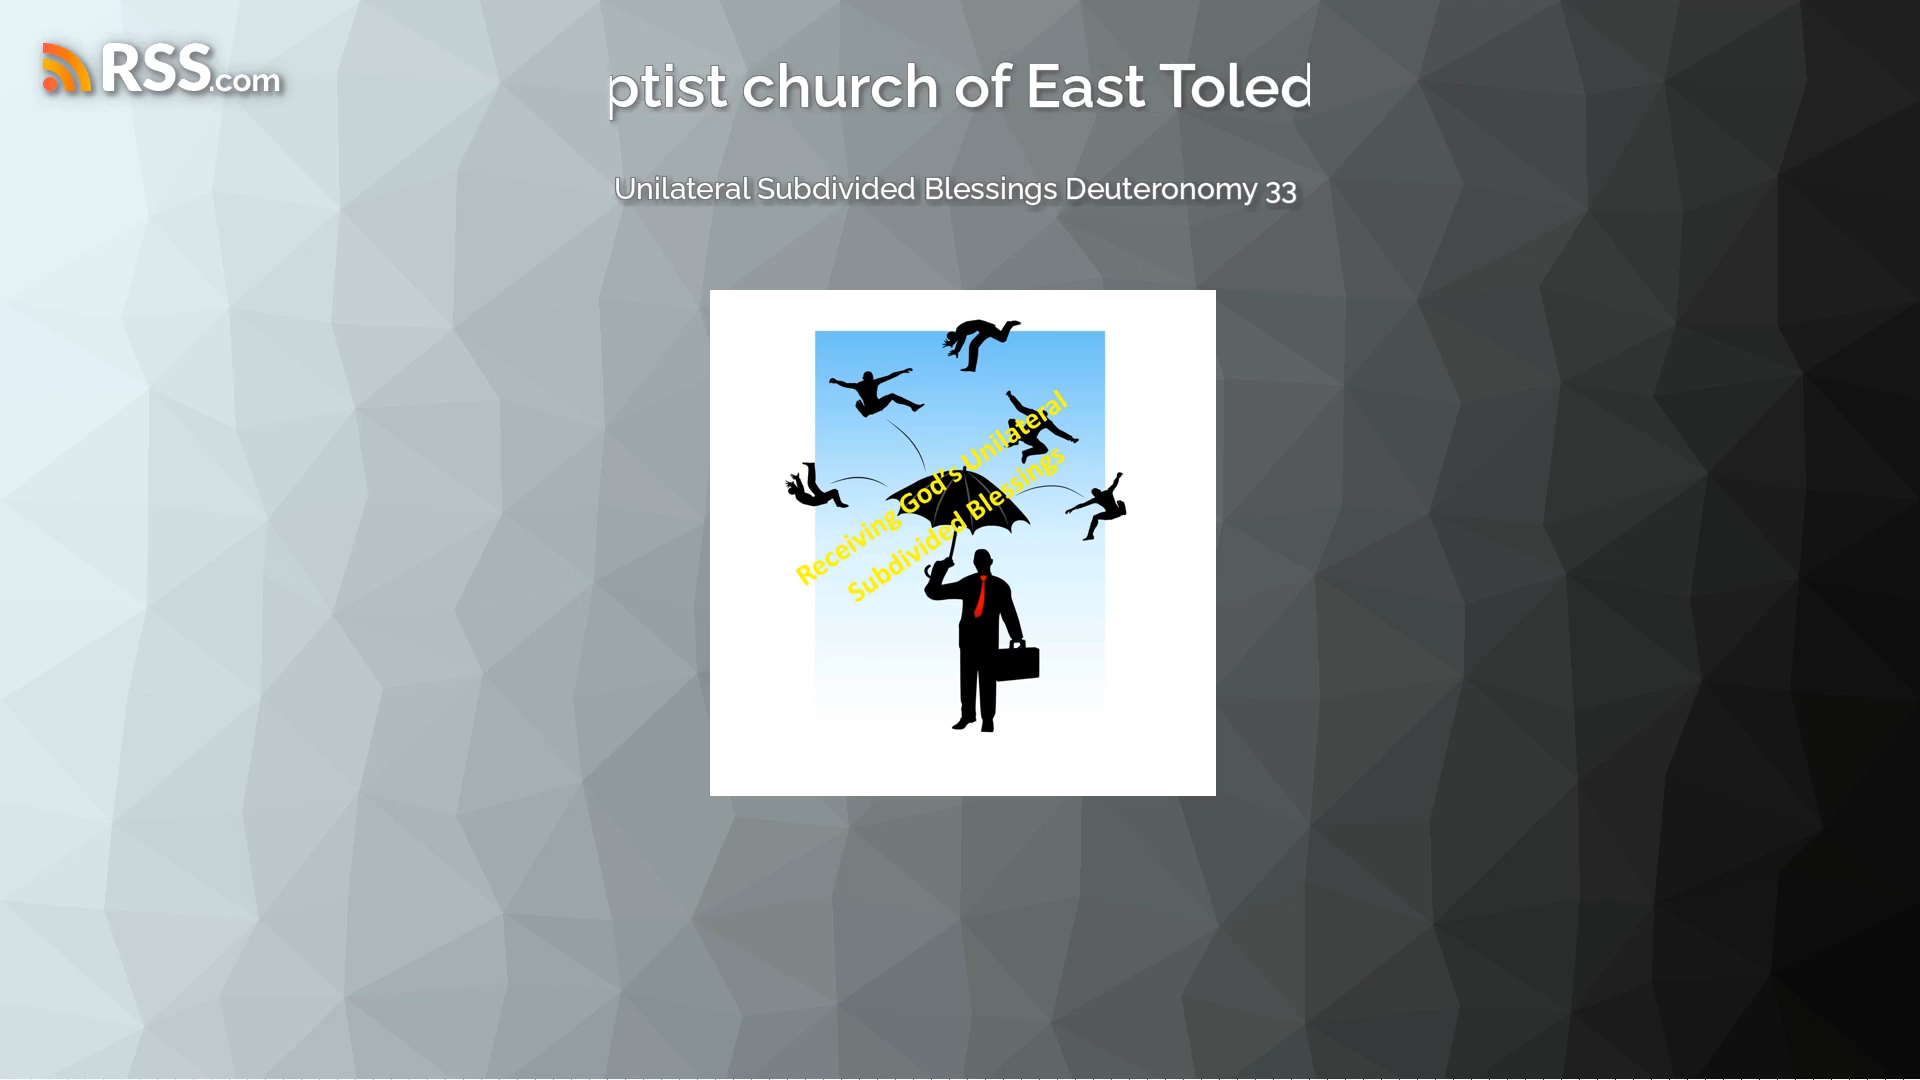 RSS.com
ptist church of East Toled
Unilateral Subdivided Blessings Deuteronomy 33
Receiving God's Unilateral
Subdivided Blessings